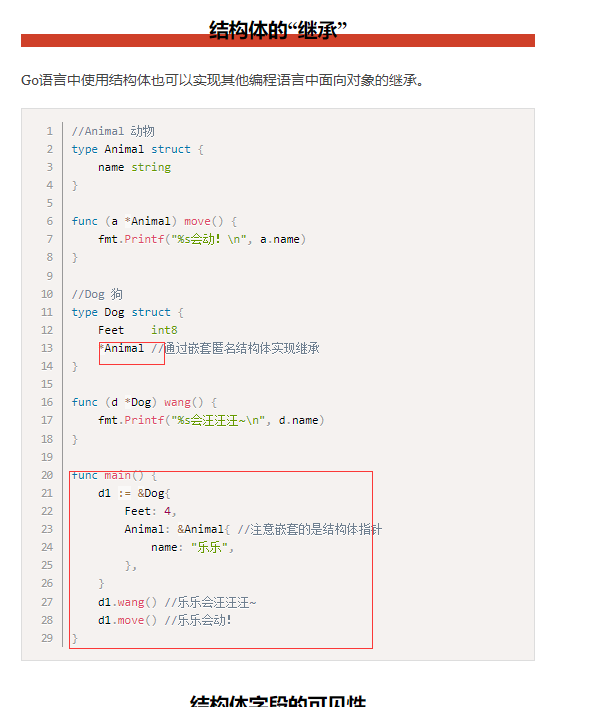 结构体的“继承”
Go语言中使用结构体也可以实现其他编程语言中面向对象的继承。
1 //Animal 动物
2 type Animal struct {
3     name string
4 }
5
6 func (a *Animal) move() {
7     fmt.Printf("%s会动! \n", a.name)
8 }
9
10 //Dog 狗
11 type Dog struct {
12     Feet    int8
13     *Animal //通过嵌套匿名结构体实现继承
14 }
15
16 func (d *Dog) wang() {
17     fmt.Printf("%s会汪汪汪~\n", d.name)
18 }
19
20 func main() {
21     d1 := &Dog{
22         Feet: 4,
23         Animal: &Animal{ //注意嵌套的是结构体指针
24             name: "乐乐",
25         },
26     }
27     d1.wang() //乐乐会汪汪汪~
28     d1.move() //乐乐会动!
29 }
结构体字段的可见性